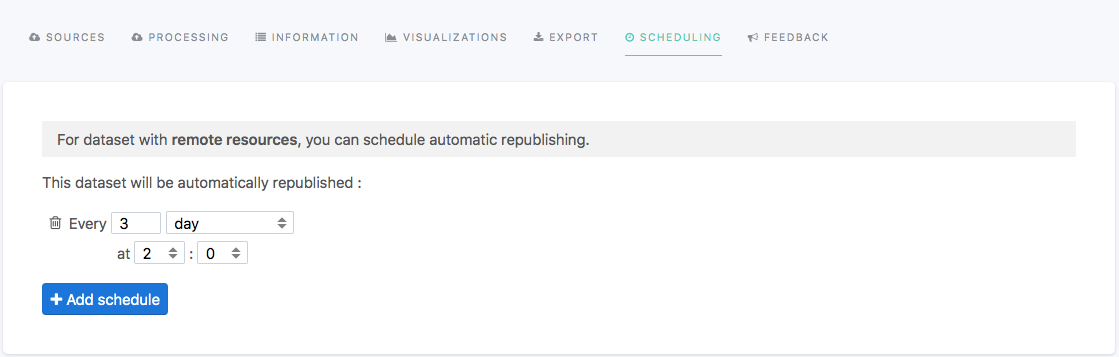 SOURCES PROCESSING INFORMATION VISUALIZATIONS EXPORT SCHEDULING FEEDBACK
For dataset with remote resources, you can schedule automatic republishing.
This dataset will be automatically republished :
Every 3 day
at 2 : 0
Add schedule